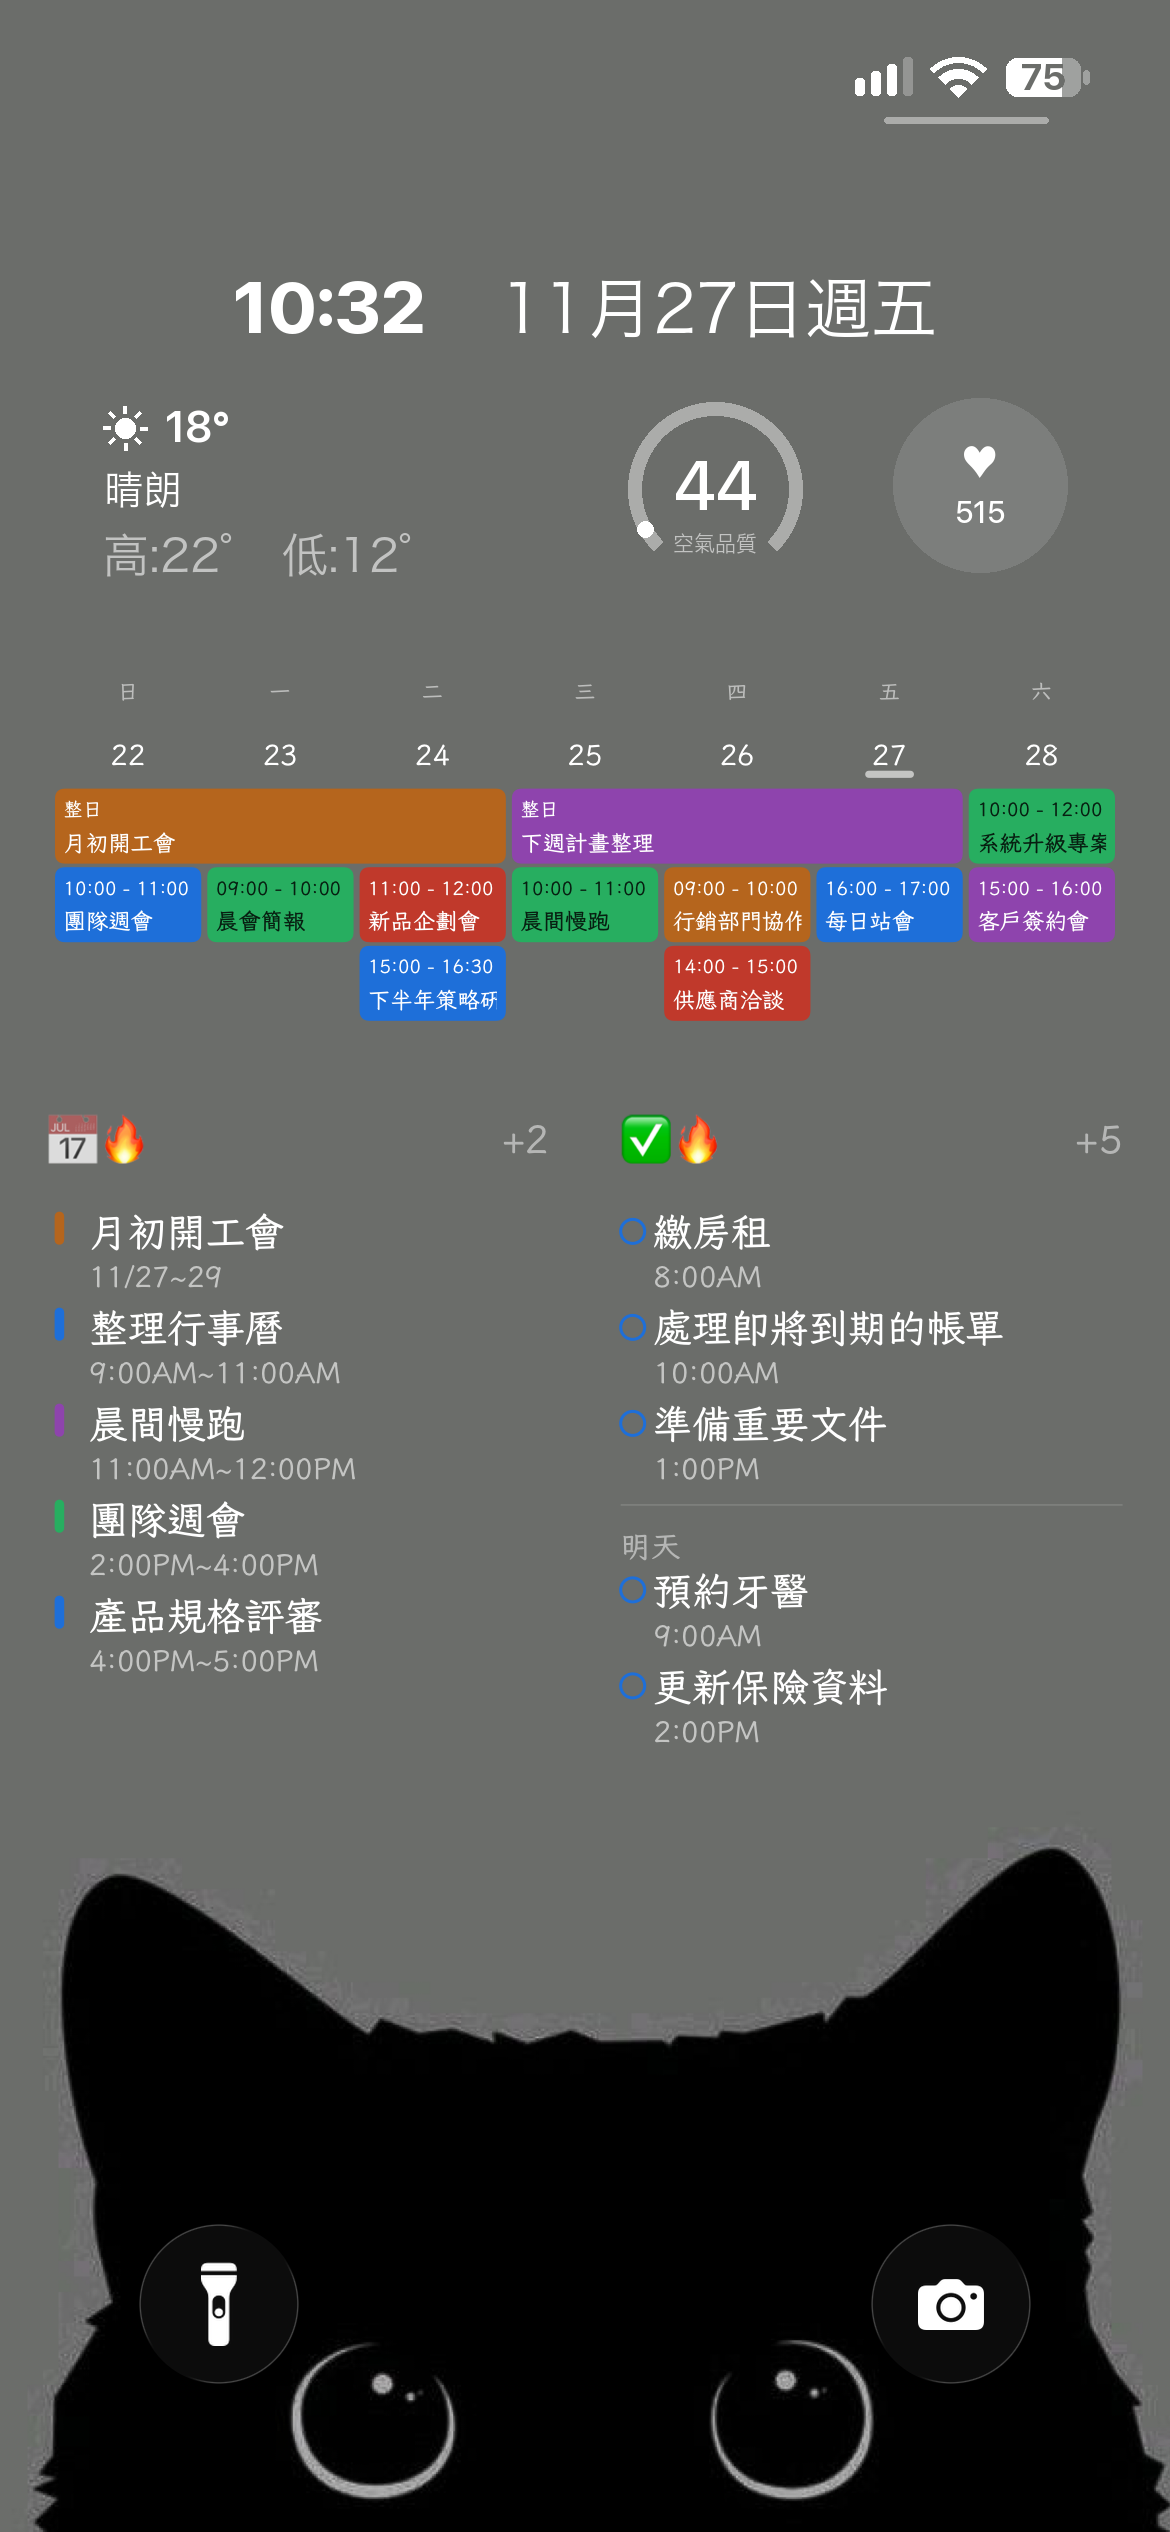 75
10:32 11月27日週五
18°
晴朗
高:22° 低:12°
44
空氣品質
515
日 一 二 三 四 五 六
22 23 24 25 26 27 28
整日
月初開工會
整日
下週計畫整理
10:00 - 12:00
系統升級專案
10:00 - 11:00
團隊週會
09:00 - 10:00
晨會簡報
11:00 - 12:00
新品企劃會
10:00 - 11:00
晨間慢跑
09:00 - 10:00
行銷部門協作
16:00 - 17:00
每日站會
15:00 - 16:00
客戶簽約會
15:00 - 16:30
下半年策略研
14:00 - 15:00
供應商洽談
JUL
17
+2
月初開工會
11/27~29
整理行事曆
9:00AM~11:00AM
晨間慢跑
11:00AM~12:00PM
團隊週會
2:00PM~4:00PM
產品規格評審
4:00PM~5:00PM
+5
繳房租
8:00AM
處理即將到期的帳單
10:00AM
準備重要文件
1:00PM
明天
預約牙醫
9:00AM
更新保險資料
2:00PM